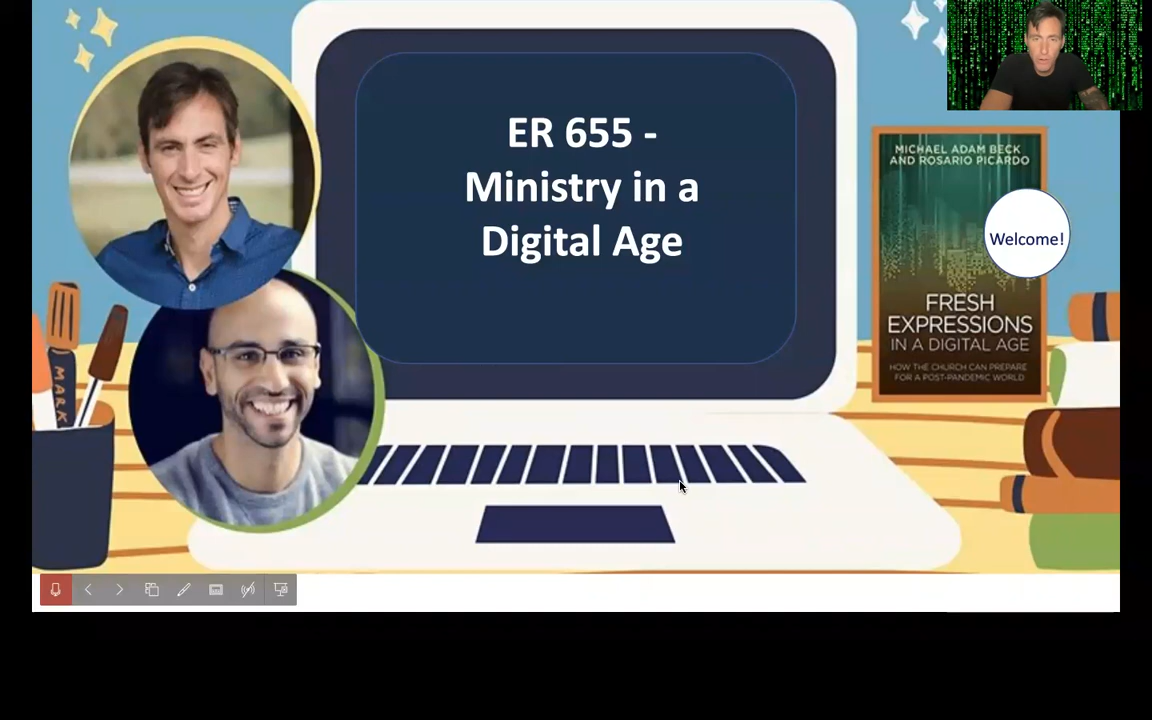 ER 655 -
Ministry in a
Digital Age
MICHAEL ADAM BECK
AND ROSARIO PICARDO
Welcome!
FRESH
EXPRESSIONS
IN A DIGITAL AGE
HOW THE CHURCH CAN PREPARE
FOR A POST-PANDEMIC WORLD
MARK